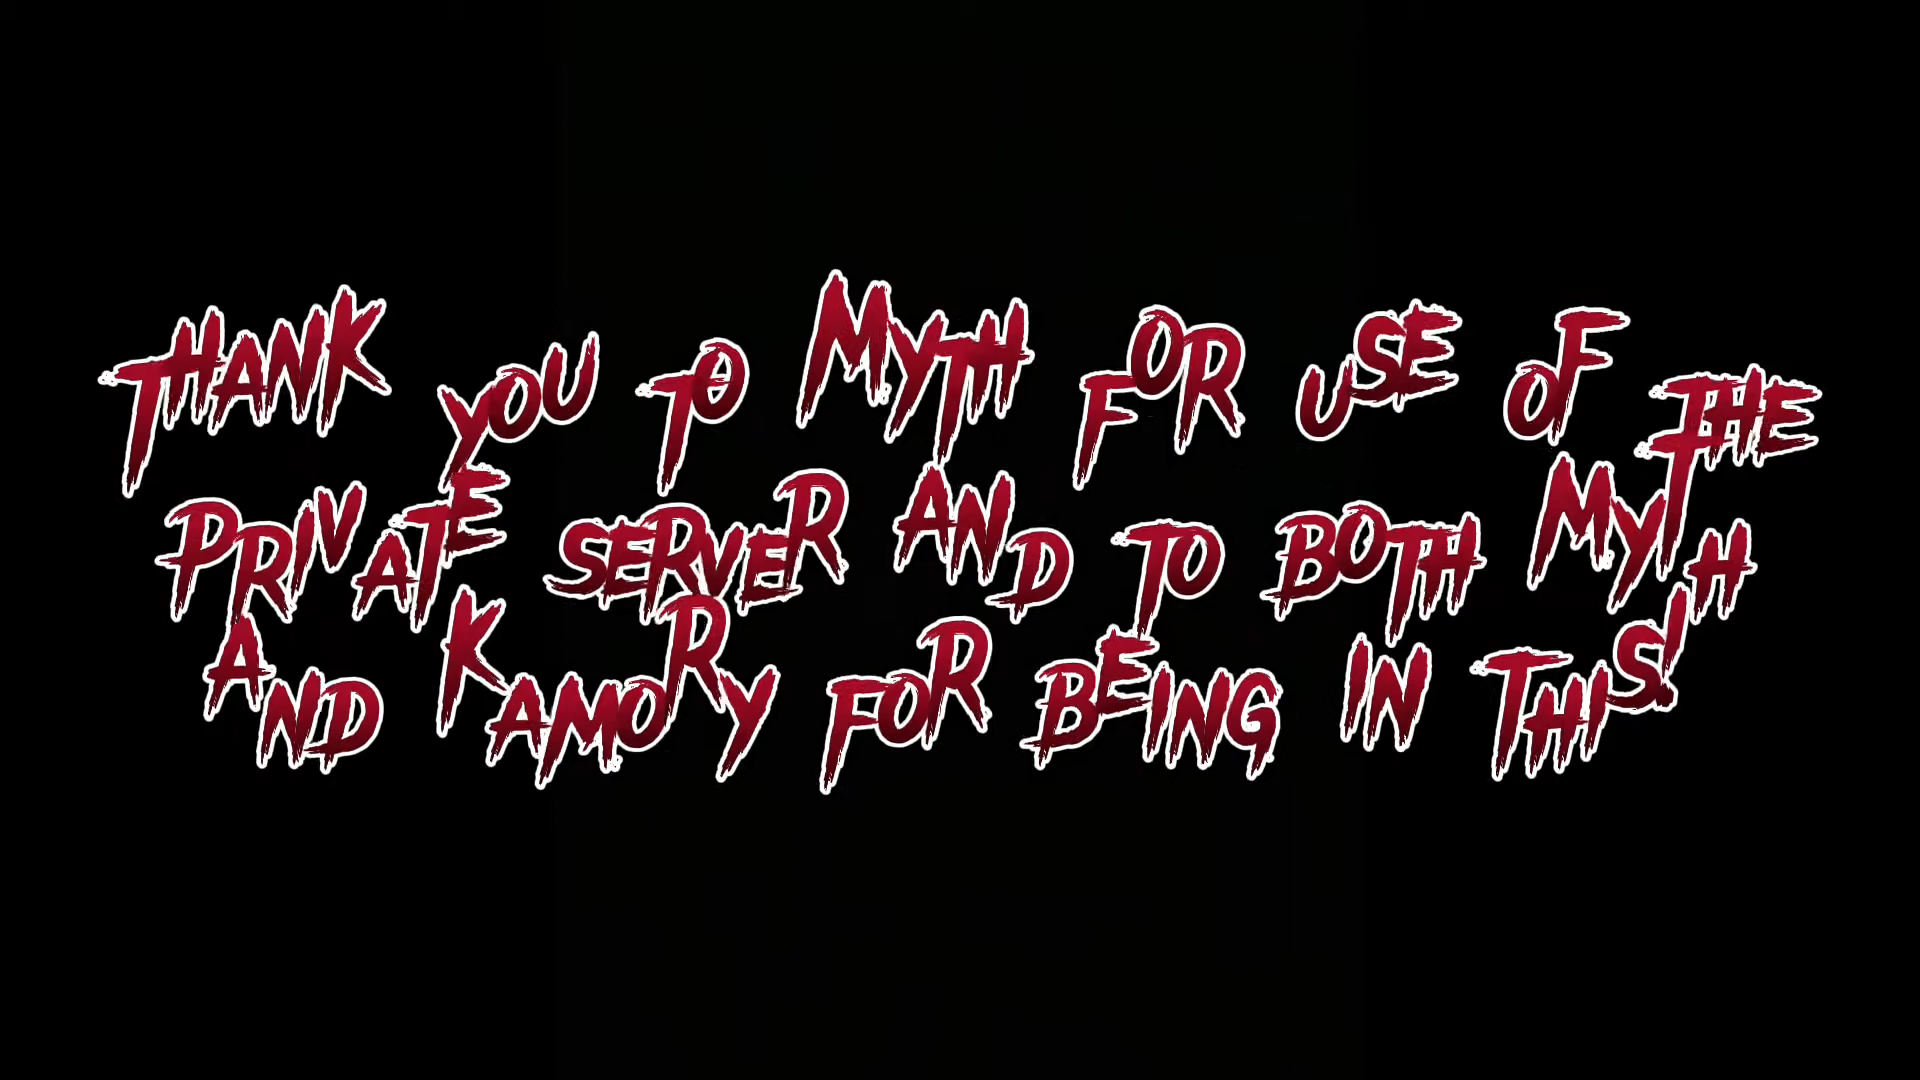 Thank you to Myth for use of the
private server and to both Myth
and Kamory for being in this!